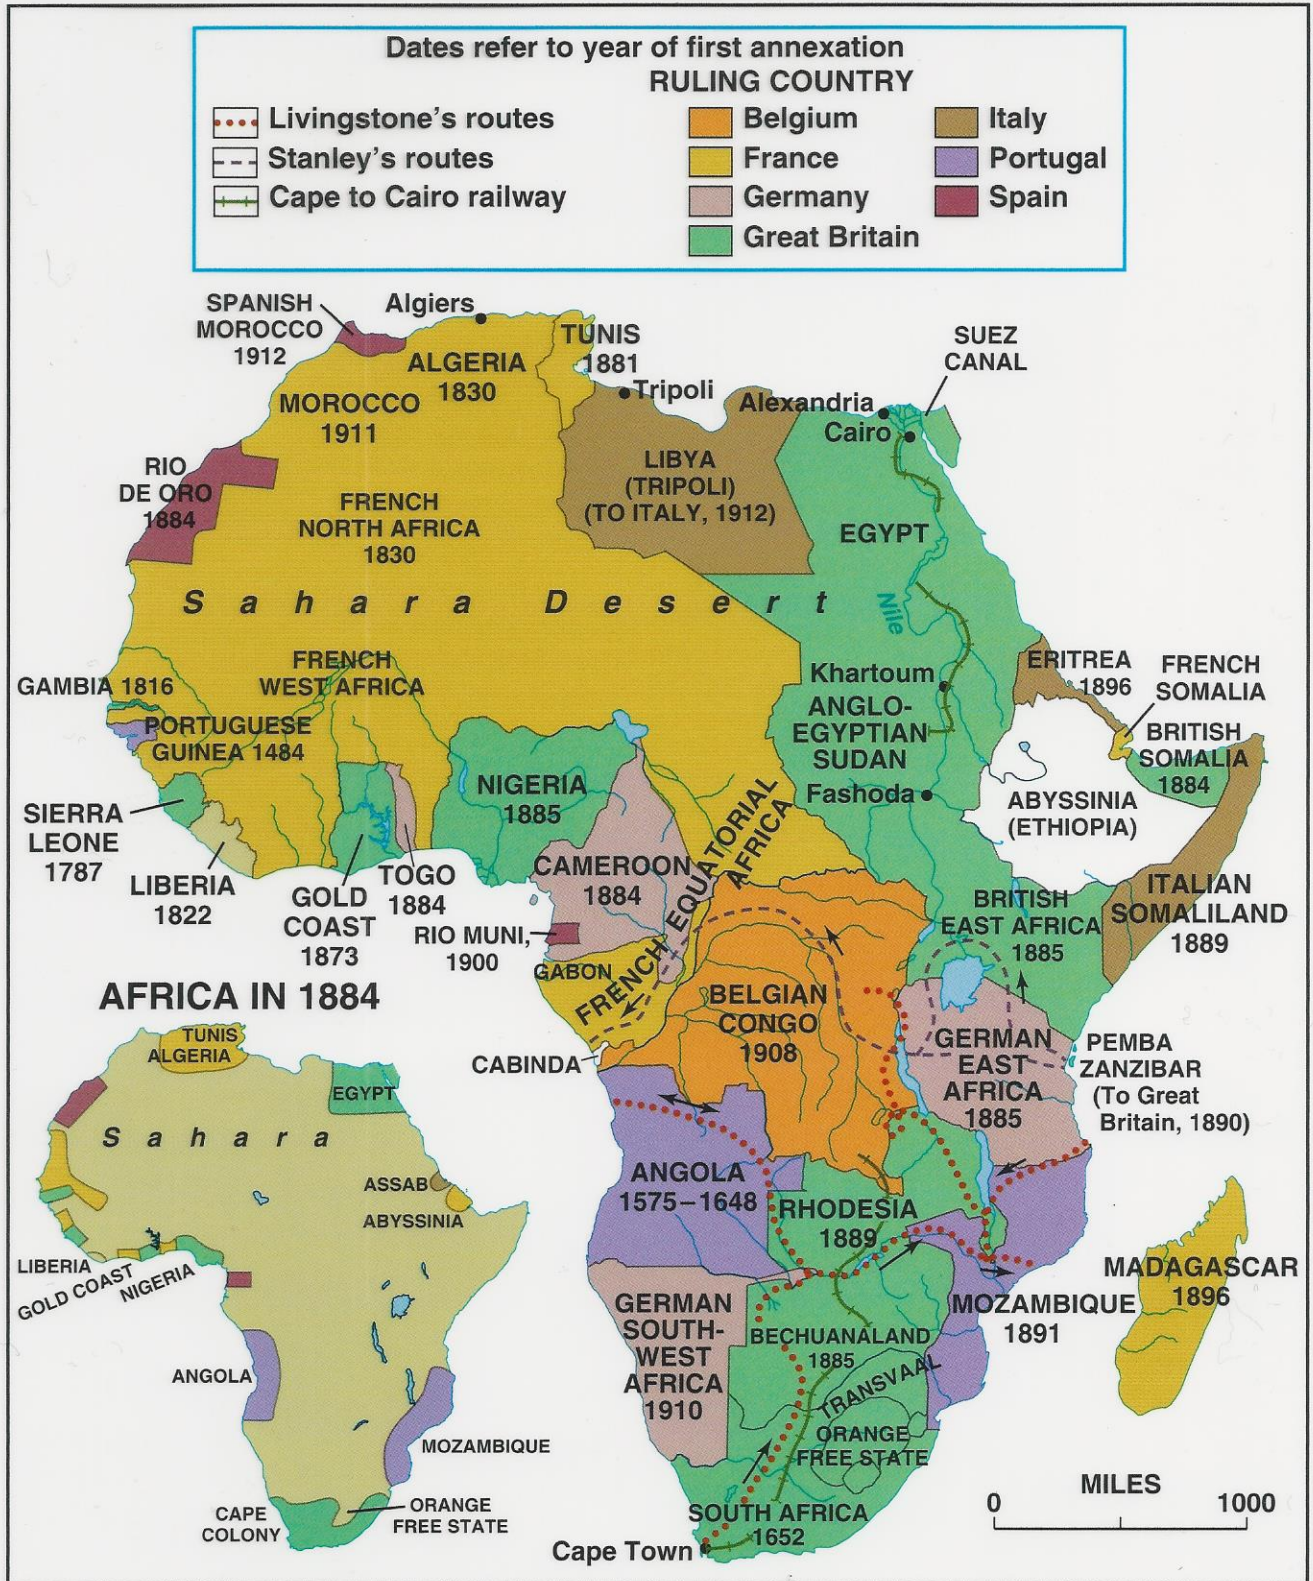 Dates refer to year of first annexation
RULING COUNTRY
Livingstone's routes
Stanley's routes
Cape to Cairo railway
Belgium
France
Germany
Great Britain
Italy
Portugal
Spain
SPANISH
MOROCCO
1912
Algiers
TUNIS
1881
ALGERIA
1830
Tripoli
SUEZ
CANAL
Alexandria
Cairo
MOROCCO
1911
RIO
DE ORO
1884
LIBYA
(TRIPOLI)
(TO ITALY, 1912)
FRENCH
NORTH AFRICA
1830
EGYPT
Sahara Desert
Nile
FRENCH
WEST AFRICA
GAMBIA 1816
PORTUGUESE
GUINEA 1484
Khartoum
ANGLO-
EGYPTIAN
SUDAN
Fashoda
ERITREA
1896
FRENCH
SOMALIA
BRITISH
SOMALIA
1884
ABYSSINIA
(ETHIOPIA)
SIERRA
LEONE
1787
LIBERIA
1822
GOLD
COAST
1873
TOGO
1884
NIGERIA
1885
CAMEROON
1884
RIO MUNI,
1900
GABON
FRENCH EQUATORIAL
AFRICA
BRITISH
EAST AFRICA
1885
ITALIAN
SOMALILAND
1889
BELGIAN
CONGO
1908
CABINDA
GERMAN
EAST
AFRICA
1885
PEMBA
ZANZIBAR
(To Great
Britain, 1890)
ANGOLA
1575–1648
RHODESIA
1889
MOZAMBIQUE
1891
MADAGASCAR
1896
GERMAN
SOUTH-
WEST
AFRICA
1910
BECHUANALAND
1885
TRANSVAAL
ORANGE
FREE STATE
SOUTH AFRICA
1652
Cape Town
MILES
0 1000
AFRICA IN 1884
TUNIS
ALGERIA
EGYPT
Sahara
ASSAB
ABYSSINIA
LIBERIA
GOLD COAST
NIGERIA
ANGOLA
MOZAMBIQUE
CAPE
COLONY
ORANGE
FREE STATE